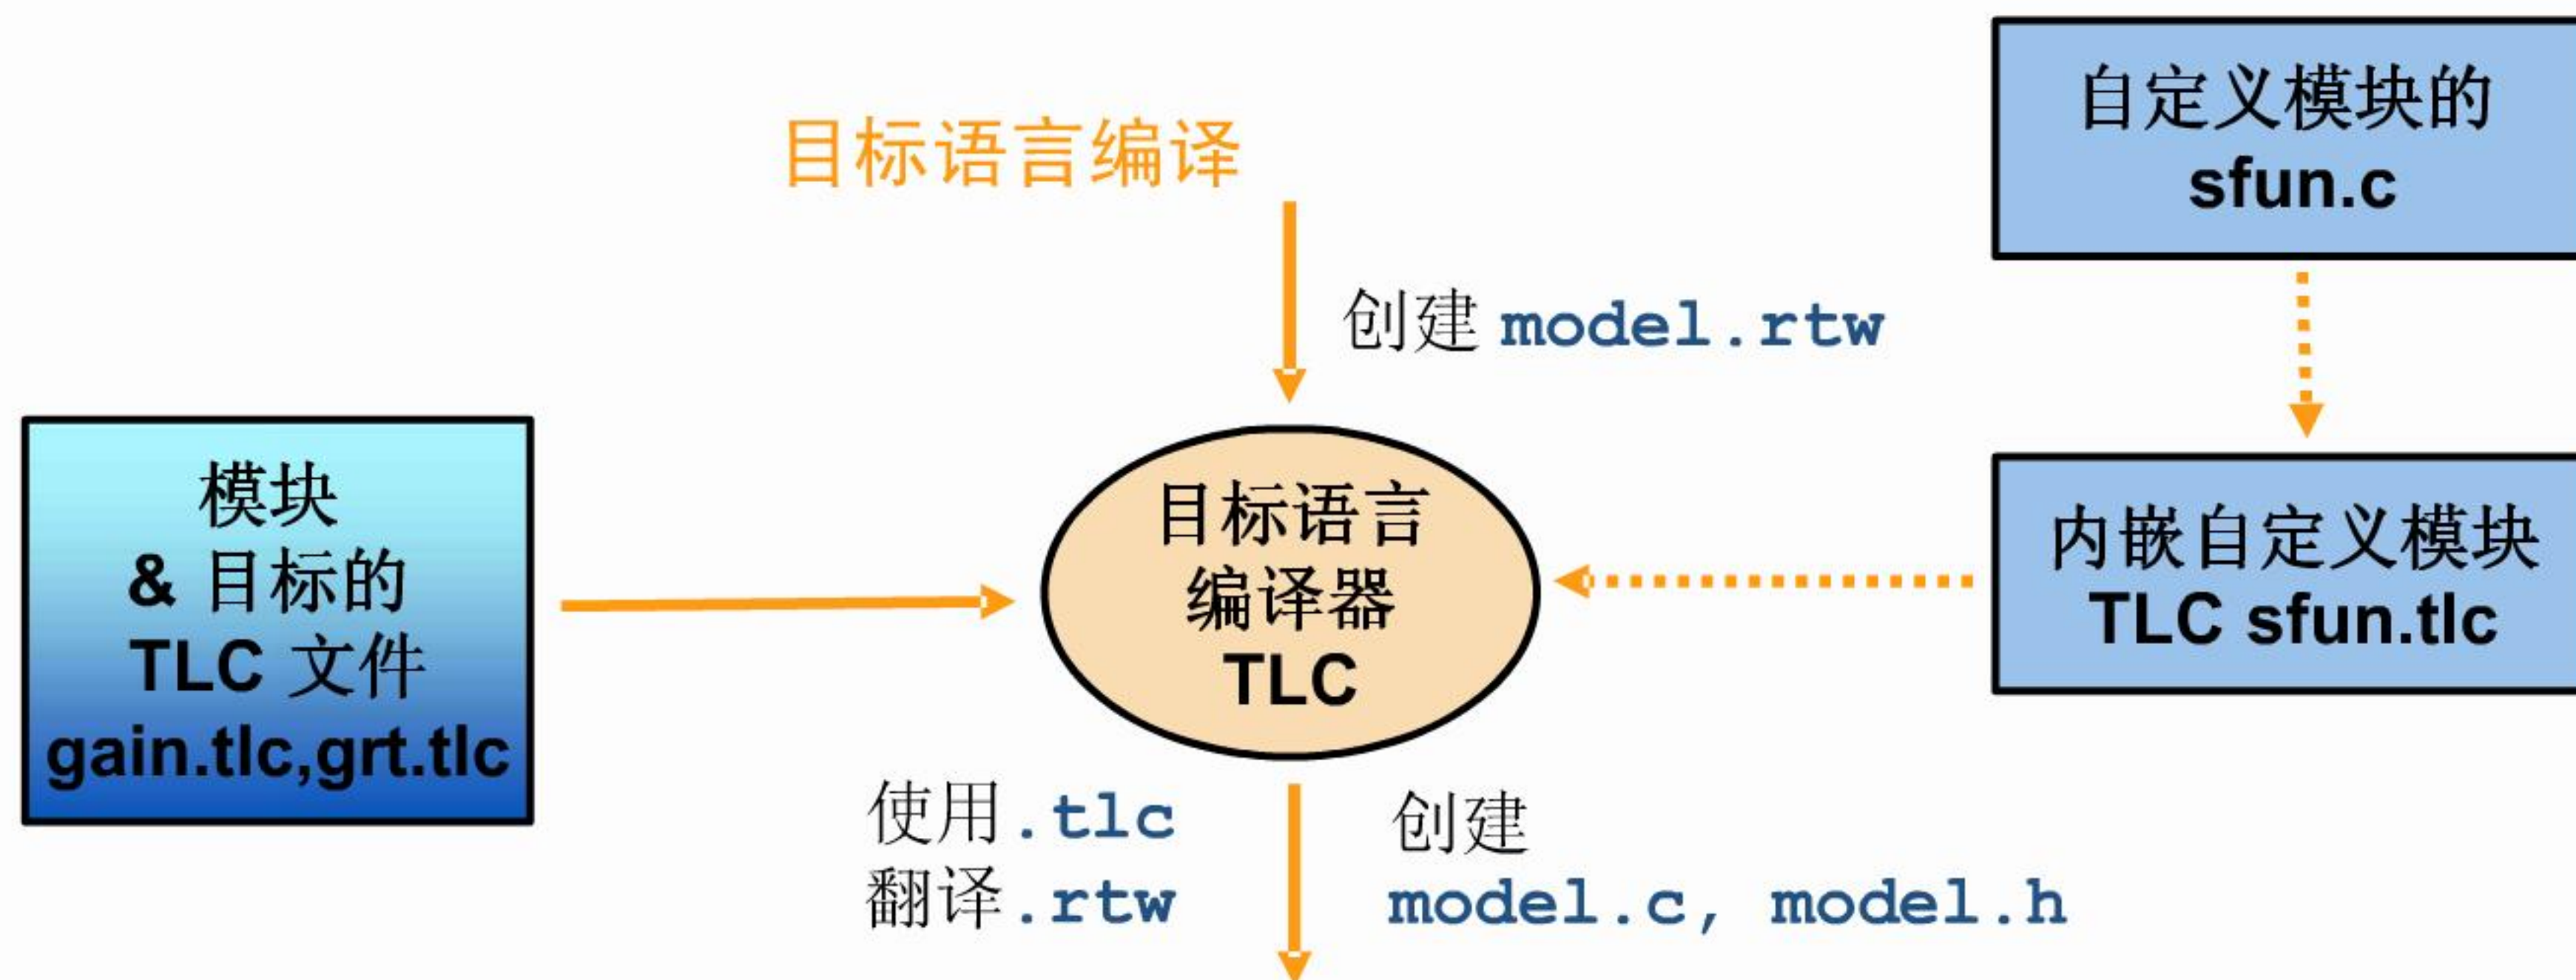 自定义模块的
sfun.c
目标语言编译
创建 model.rtw
模块
& 目标的
TLC 文件
gain.tlc,grt.tlc
目标语言
编译器
TLC
内嵌自定义模块
TLC sfun.tlc
使用.tlc
翻译.rtw
创建
model.c, model.h